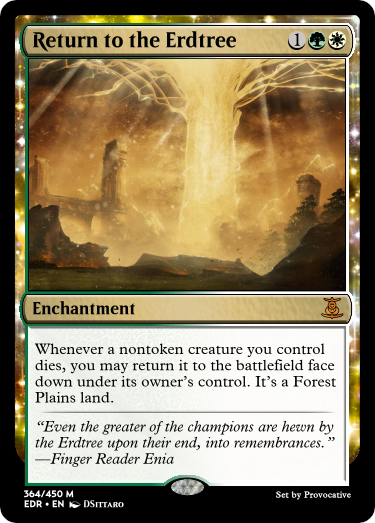 Return to the Erdtree 1
Enchantment
Whenever a nontoken creature you control
dies, you may return it to the battlefield face
down under its owner's control. It's a Forest
Plains land.
“Even the greater of the champions are hewn by
the Erdtree upon their end, into remembrances.”
—Finger Reader Enia
364/450 M
EDR • EN DSittaro
Set by Provocative